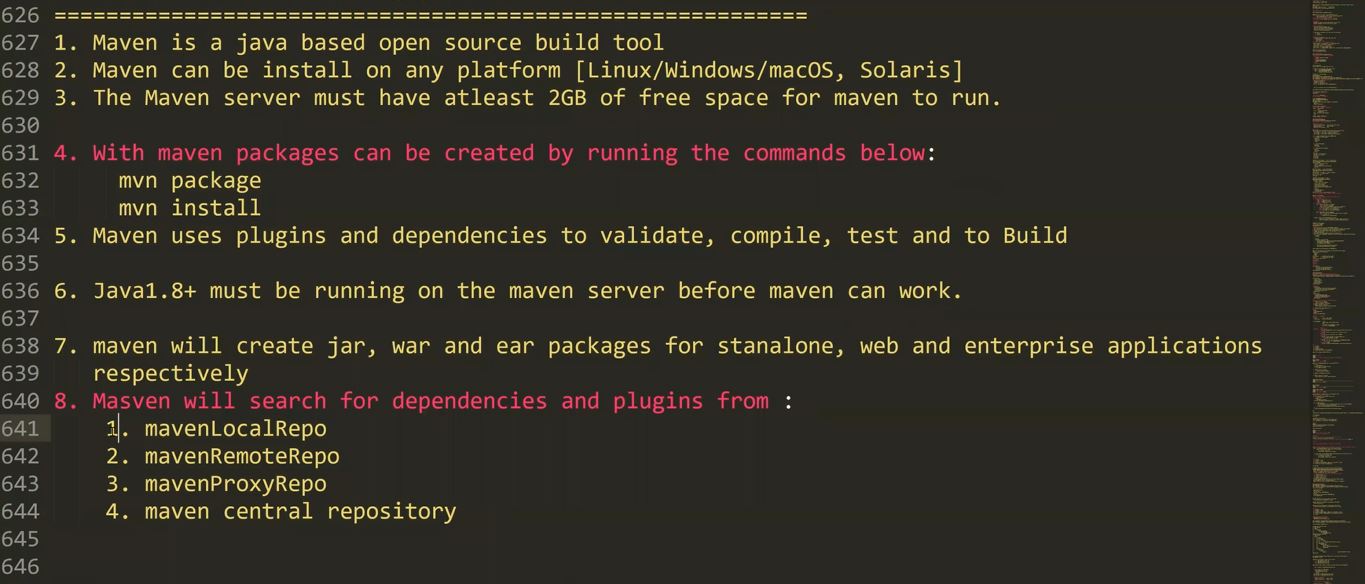 626 ==========================================================
627 1. Maven is a java based open source build tool
628 2. Maven can be install on any platform [Linux/Windows/macOS, Solaris]
629 3. The Maven server must have atleast 2GB of free space for maven to run.
630
631 4. With maven packages can be created by running the commands below:
632      mvn package
633      mvn install
634 5. Maven uses plugins and dependencies to validate, compile, test and to Build
635
636 6. Java1.8+ must be running on the maven server before maven can work.
637
638 7. maven will create jar, war and ear packages for stanalone, web and enterprise applications
639    respectively
640 8. Masven will search for dependencies and plugins from :
641     1. mavenLocalRepo
642     2. mavenRemoteRepo
643     3. mavenProxyRepo
644     4. maven central repository
645
646